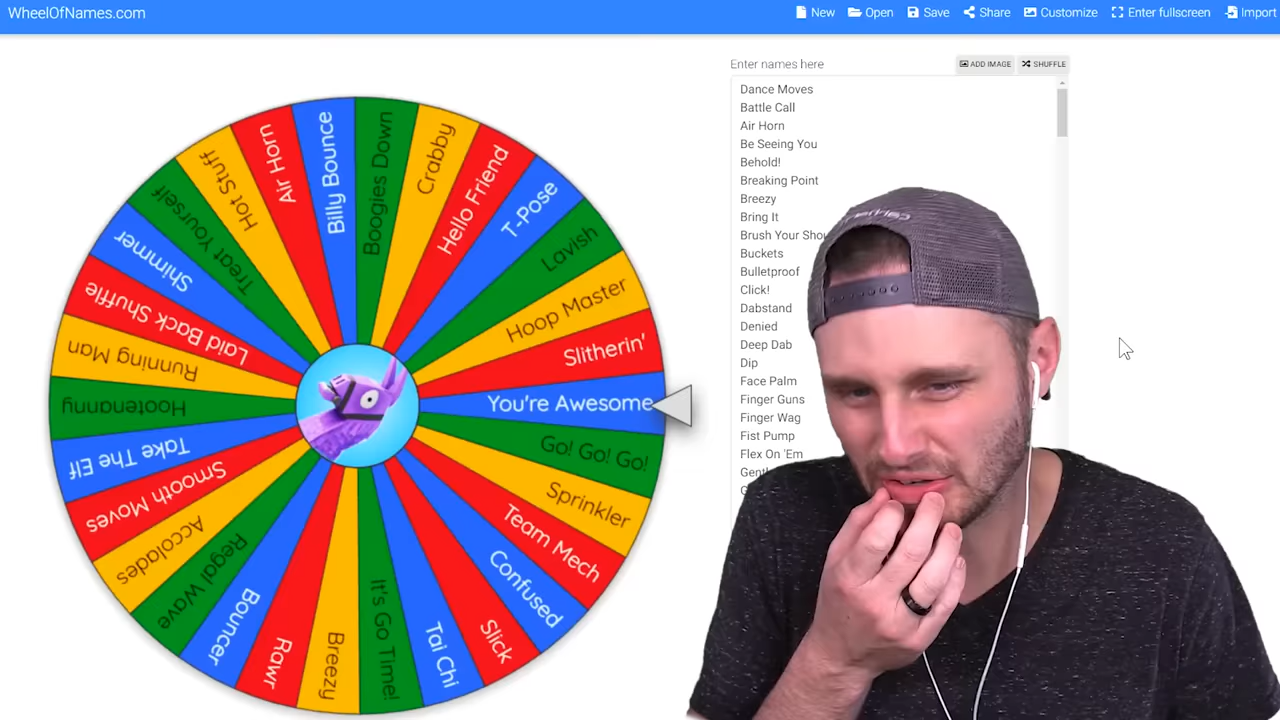 WheelOfNames.com
New
Open
Save
Share
Customize
Enter fullscreen
Import
Enter names here
ADD IMAGE
SHUFFLE
Dance Moves
Battle Call
Air Horn
Be Seeing You
Behold!
Breaking Point
Breezy
Bring It
Brush Your
Buckets
Bulletproof
Click!
Dabstand
Denied
Deep Dab
Dip
Face Palm
Finger Guns
Finger Wag
Fist Pump
Flex On 'Em
Boogies Down
Crabby
Hello Friend
T-Pose
Lavish
Hoop Master
Slitherin'
You're Awesome
Go! Go! Go!
Sprinkler
Team Mech
Confused
Slick
Tai Chi
It's Go Time!
Breezy
Rawr
Bouncer
Regal Wave
Accolades
Smooth Moves
Take The Elf
Hootenanny
Running Man
Laid Back Shuffle
Shimmer
Treat Yourself
Hot Stuff
Air Horn
Billy Bounce